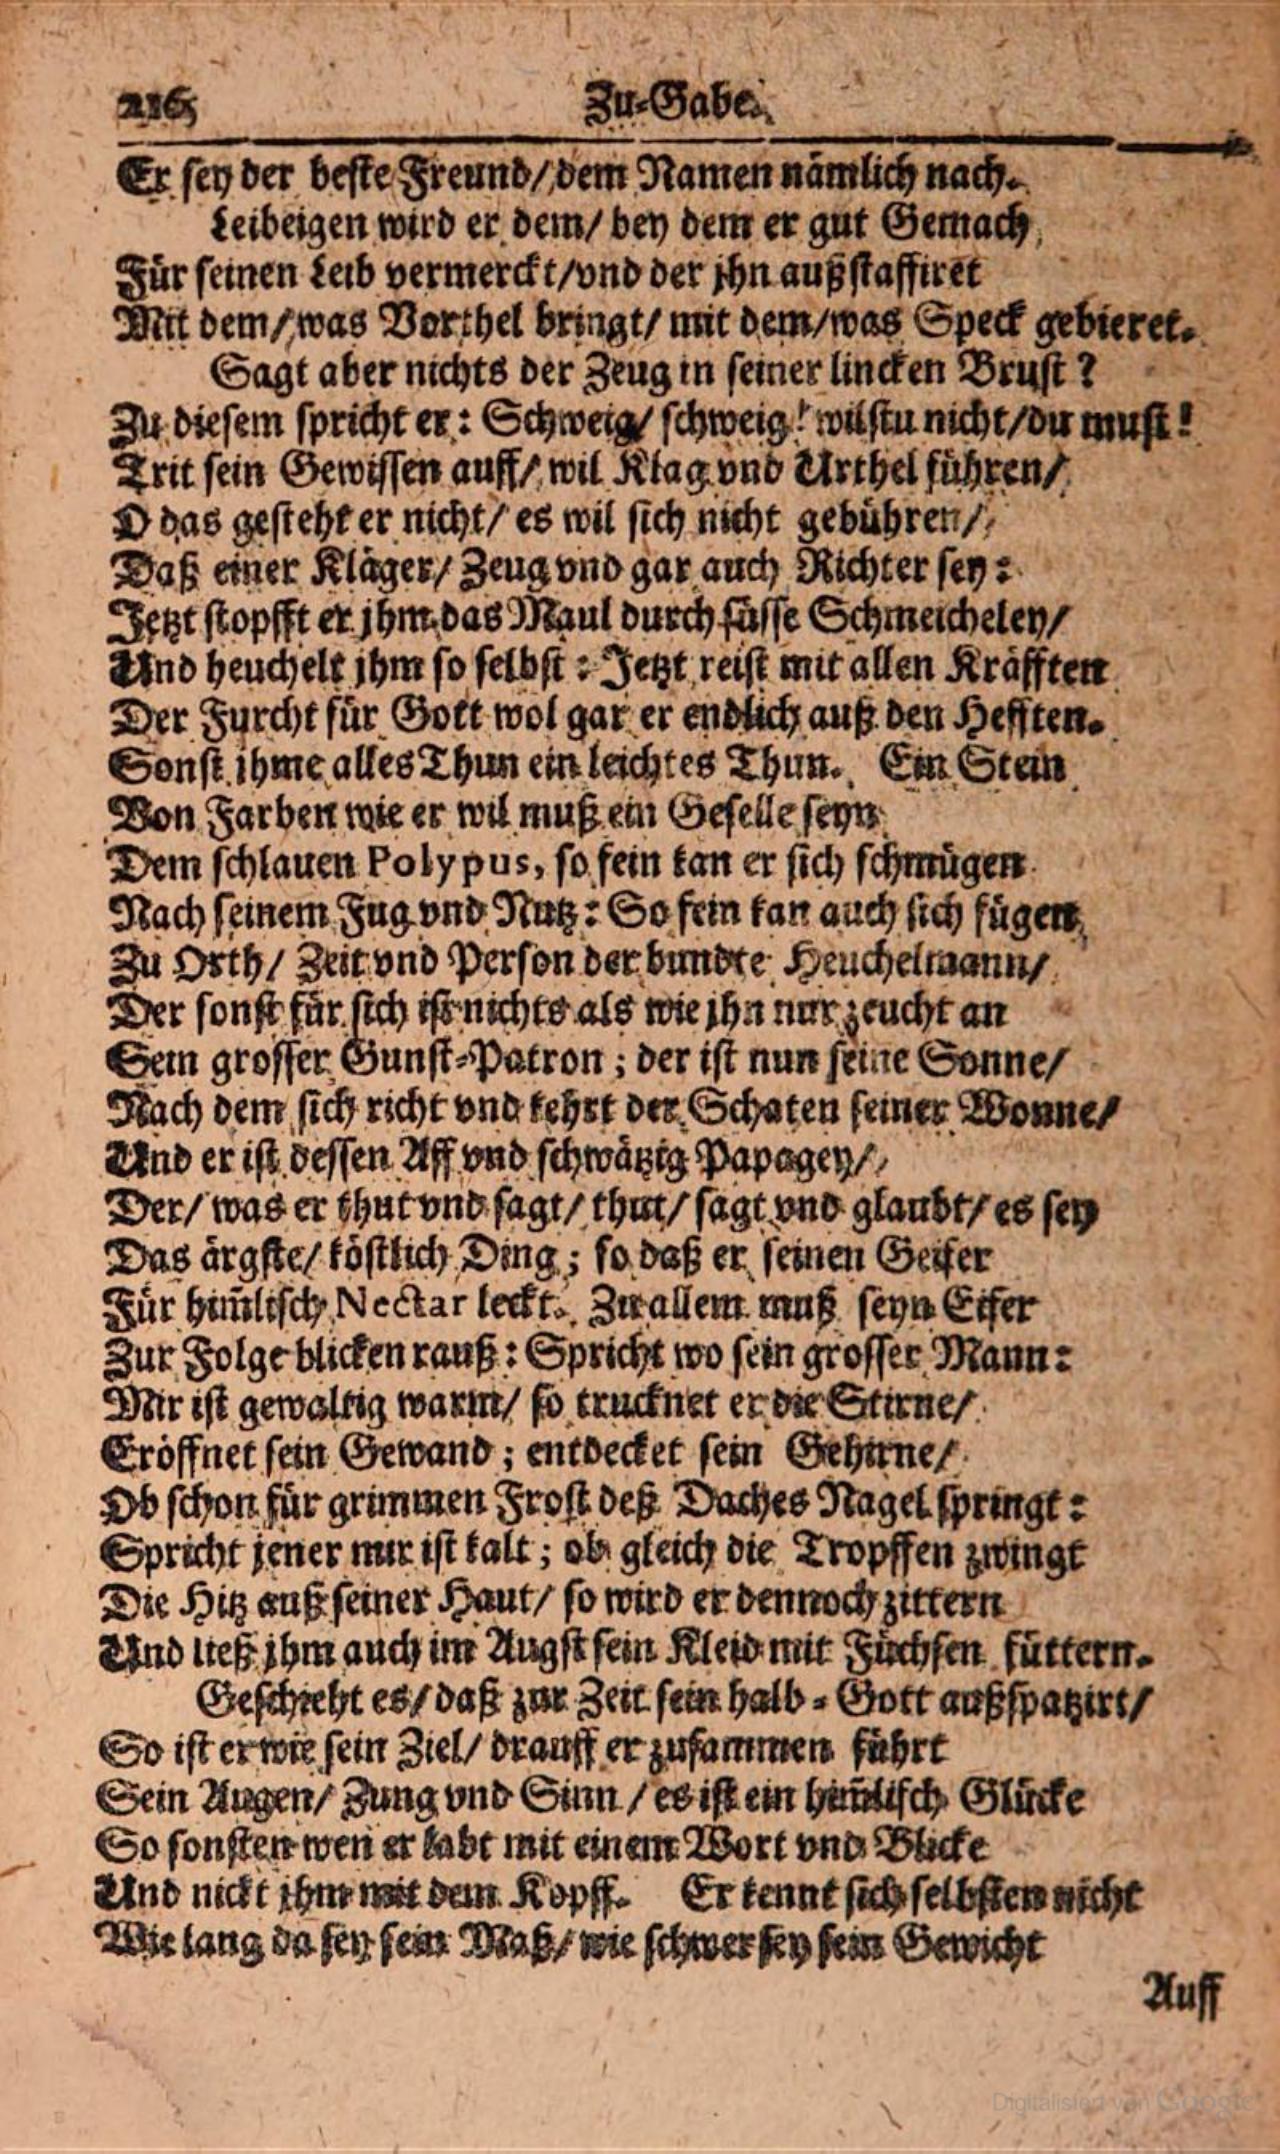 216 Zu-Gabe.
Er sey der beste Freund/ dem Namen nämlich nach.
Leibeigen wird er dem/ bey dem er gut Gemach
Für seinen Leib vermerckt/ vnd der jhn außstaffiret
Mit dem/ was Vorthel bringt/ mit dem/ was Speck gebieret.
Sagt aber nichts der Zeug in seiner lincken Brust?
Zu diesem spricht er: Schweig/ schweig! wilstu nicht/ du must!
Trit sein Gewissen auff/ wil Klag vnd Urthel führen/
O das gesteht er nicht/ es wil sich nicht gebühren/
Daß einer Kläger/ Zeug vnd gar auch Richter sey:
Jetzt stopfft er jhm das Maul durch süsse Schmeicheley/
Und heuchelt jhm so selbst: Jetzt reist mit allen Kräfften
Der Furcht für Gott wol gar er endlich auß den Hefften.
Sonst ihme alles Thun ein leichtes Thun. Ein Stein
Von Farben wie er wil muß ein Geselle seyn
Dem schlauen Polypus, so fein kan er sich schmügen
Nach seinem Fug vnd Nutz: So fein kan auch sich fügen
Zu Orth/ Zeit vnd Person der bundte Heuchelmann/
Der sonst für sich ist nichts als wie jhn nur zeucht an
Sein grosser Gunst-Patron; der ist nun seine Sonne/
Nach dem sich richt vnd kehrt der Schaten seiner Wonne/
Und er ist dessen Aff vnd schwätzig Papagey/
Der/ was er thut vnd sagt/ thut/ sagt vnd glaubt/ es sey
Das ärgste/ köstlich Ding; so daß er seinen Geifer
Für him̃lisch Nectar leckt. Zu allem muß seyn Eifer
Zur Folge blicken rauß: Spricht wo sein grosser Mann:
Mir ist gewaltig warm/ so trucknet er die Stirne/
Eröffnet sein Gewand; entdecket sein Gehirne/
Ob schon für grimmen Frost deß Daches Nagel springt:
Spricht jener mir ist kalt; ob gleich die Tropffen zwingt
Die Hitz auß seiner Haut/ so wird er dennoch zittern
Und ließ jhm auch im Augst sein Kleid mit Füchsen füttern.
Geschieht es/ daß zur Zeit sein halb-Gott außspatzirt/
So ist er wie sein Ziel/ drauff er zusammen führt
Sein Augen/ Zung vnd Sinn/ es ist ein him̃lisch Glücke
So sonsten wen er labt mit einem Wort vnd Blicke
Und nickt jhm mit dem Kopff. Er kennt sich selbsten nicht
Wie lang da sey sein Maß/ wie schwer sey sein Gewicht
Auff
Digitalisiert von Google